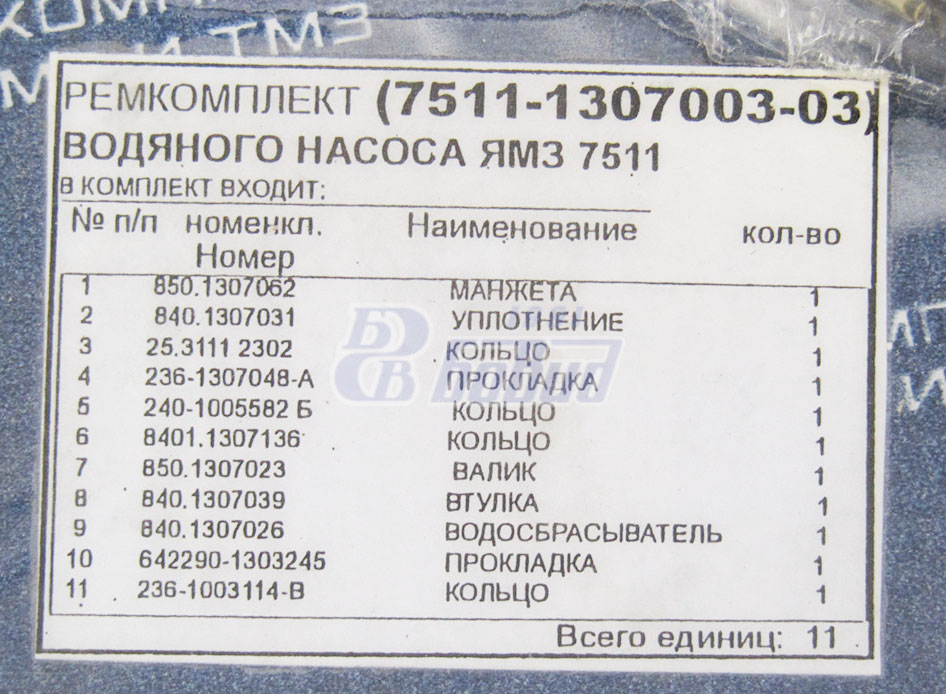 КОМП
М И ТМЗ
РЕМКОМПЛЕКТ (7511-1307003-03)
ВОДЯНОГО НАСОСА ЯМЗ 7511
В КОМПЛЕКТ ВХОДИТ:
№ п/п номенкл. Номер Наименование кол-во
1 850.1307062 МАНЖЕТА 1
2 840.1307031 УПЛОТНЕНИЕ 1
3 25.3111 2302 КОЛЬЦО 1
4 236-1307048-А ПРОКЛАДКА 1
5 240-1005582 Б КОЛЬЦО 1
6 8401.1307136 КОЛЬЦО 1
7 850.1307023 ВАЛИК 1
8 840.1307039 ВТУЛКА 1
9 840.1307026 ВОДОСБРАСЫВАТЕЛЬ 1
10 642290-1303245 ПРОКЛАДКА 1
11 236-1003114-В КОЛЬЦО 1
Всего единиц: 11